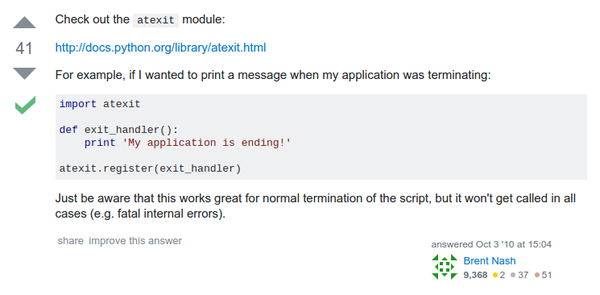 Check out the atexit module:
41
http://docs.python.org/library/atexit.html
For example, if I wanted to print a message when my application was terminating:
import atexit
def exit_handler():
    print 'My application is ending!'
atexit.register(exit_handler)
Just be aware that this works great for normal termination of the script, but it won't get called in all
cases (e.g. fatal internal errors).
share improve this answer
answered Oct 3 '10 at 15:04
Brent Nash
9,368 2 37 51